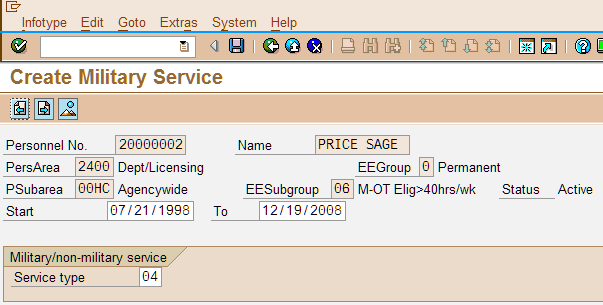 Infotype Edit Goto Extras System Help
Create Military Service
Personnel No. 20000002 Name PRICE SAGE
PersArea 2400 Dept/Licensing EEGroup 0 Permanent
PSubarea 00HC Agencywide EESubgroup 06 M-OT Elig>40hrs/wk Status Active
Start 07/21/1998 To 12/19/2008
Military/non-military service
Service type 04